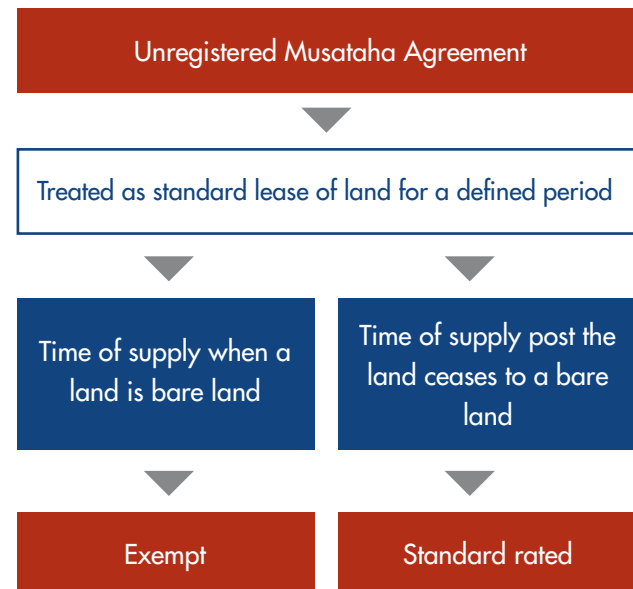 Unregistered Musataha Agreement
Treated as standard lease of land for a defined period
Time of supply when a
land is bare land
Time of supply post the
land ceases to a bare
land
Exempt
Standard rated